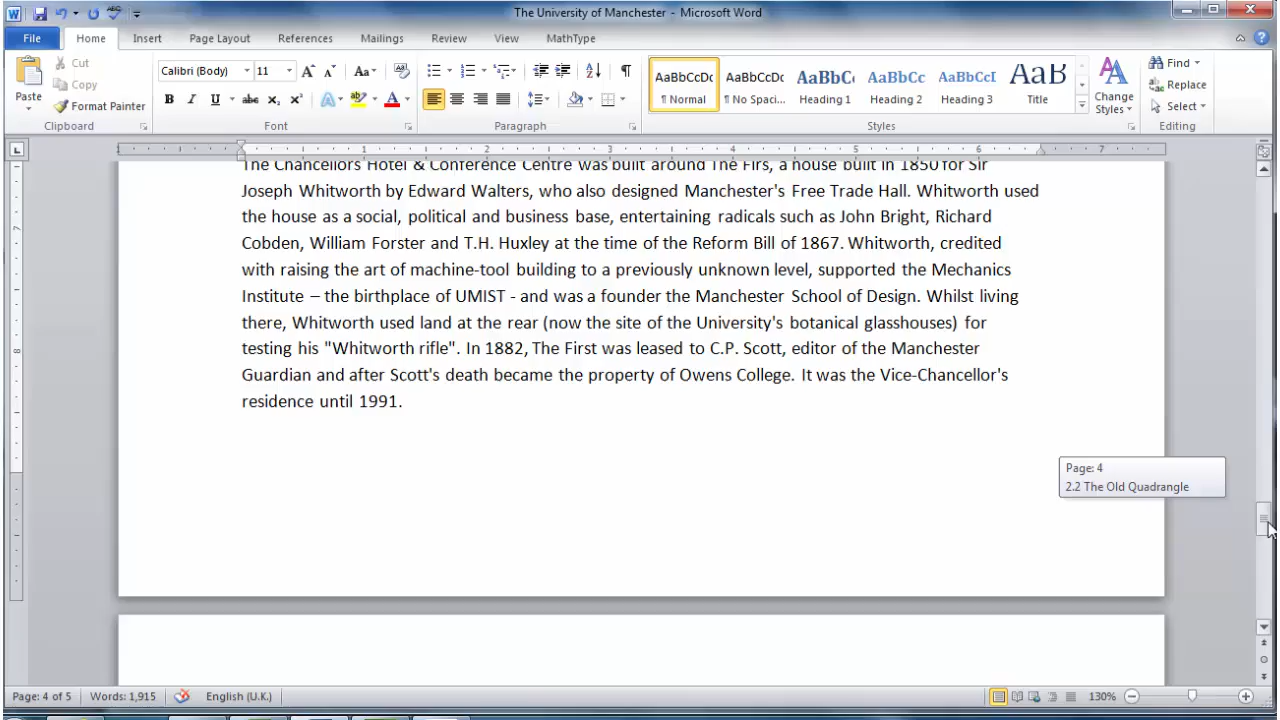 The University of Manchester - Microsoft Word
File Home Insert Page Layout References Mailings Review View MathType
Paste
Cut
Copy
Format Painter
Clipboard
Calibri (Body) 11
Font
Paragraph
AaBbCcDc AaBbCcDc AaBbCc AaBbCc AaBbCcI AaB
¶ Normal ¶ No Spaci... Heading 1 Heading 2 Heading 3 Title
Change Styles
Styles
Find
Replace
Select
Editing
1 1 2 3 4 5 6 7
The Chancellors Hotel & Conference Centre was built around The Firs, a house built in 1850 for Sir
Joseph Whitworth by Edward Walters, who also designed Manchester's Free Trade Hall. Whitworth used
the house as a social, political and business base, entertaining radicals such as John Bright, Richard
Cobden, William Forster and T.H. Huxley at the time of the Reform Bill of 1867. Whitworth, credited
with raising the art of machine-tool building to a previously unknown level, supported the Mechanics
Institute – the birthplace of UMIST - and was a founder the Manchester School of Design. Whilst living
there, Whitworth used land at the rear (now the site of the University's botanical glasshouses) for
testing his "Whitworth rifle". In 1882, The First was leased to C.P. Scott, editor of the Manchester
Guardian and after Scott's death became the property of Owens College. It was the Vice-Chancellor's
residence until 1991.
Page: 4
2.2 The Old Quadrangle
Page: 4 of 5 Words: 1,915 English (U.K.) 130%